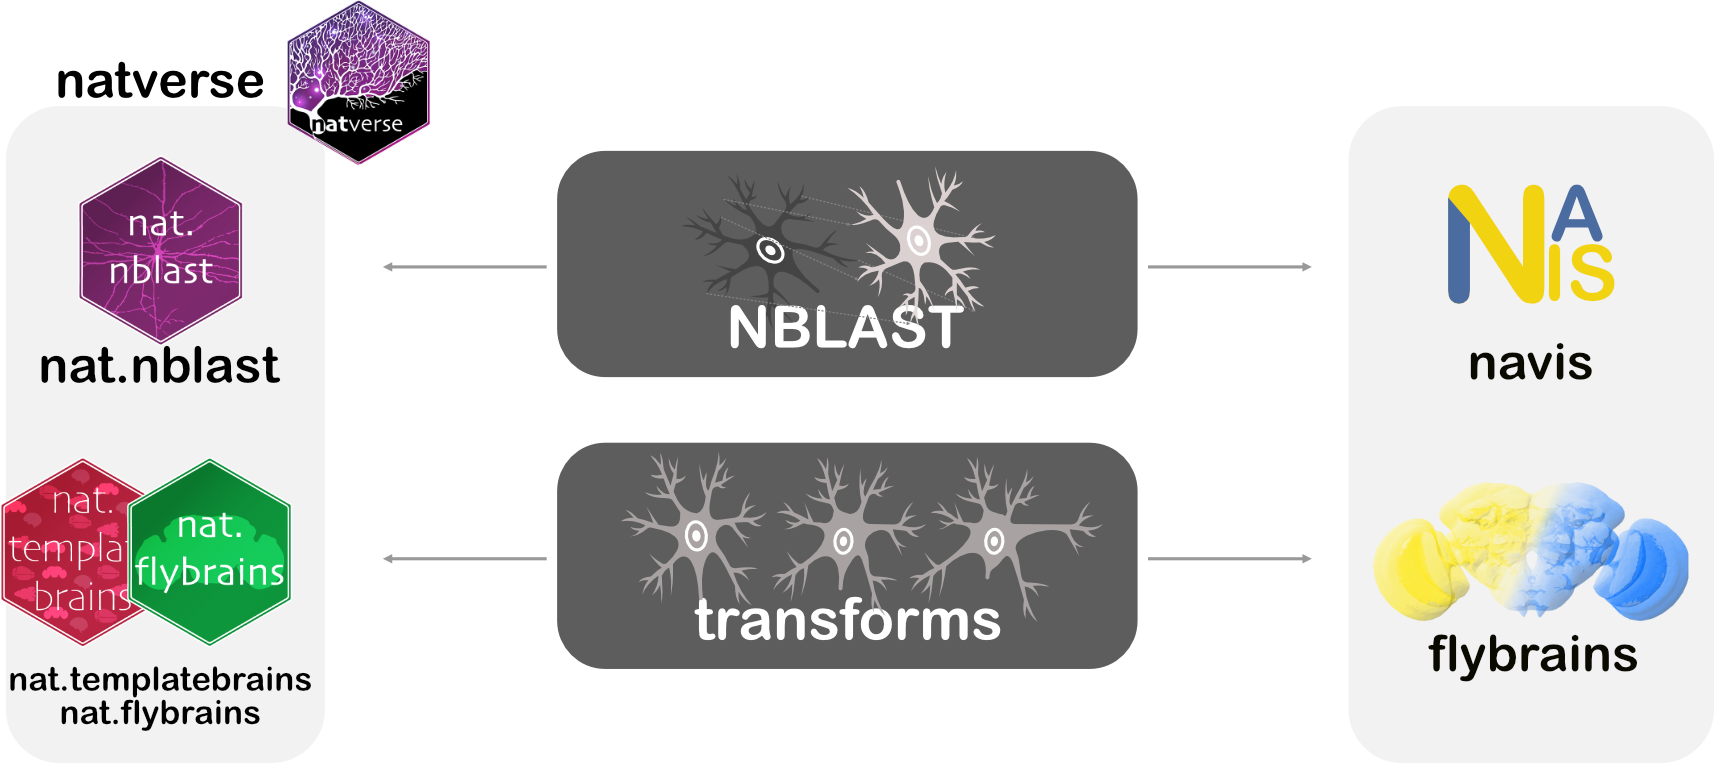 natverse
natverse
nat.
nblast
nat.nblast
nat.
brains
nat.
flybrains
nat.templatebrains
nat.flybrains
NBLAST
transforms
NAVIS
navis
flybrains